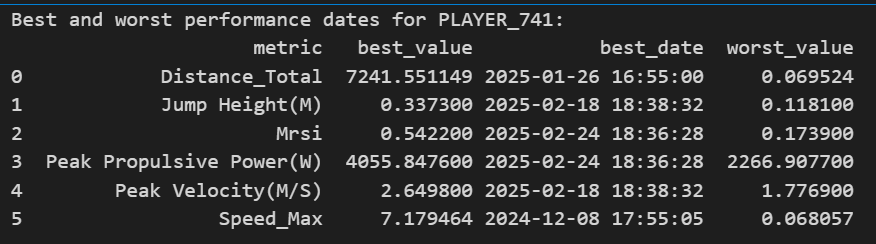 Best and worst performance dates for PLAYER_741:
metric best_value best_date worst_value
0 Distance_Total 7241.551149 2025-01-26 16:55:00 0.069524
1 Jump Height(M) 0.337300 2025-02-18 18:38:32 0.118100
2 Mrsi 0.542200 2025-02-24 18:36:28 0.173900
3 Peak Propulsive Power(W) 4055.847600 2025-02-24 18:36:28 2266.907700
4 Peak Velocity(M/S) 2.649800 2025-02-18 18:38:32 1.776900
5 Speed_Max 7.179464 2024-12-08 17:55:05 0.068057